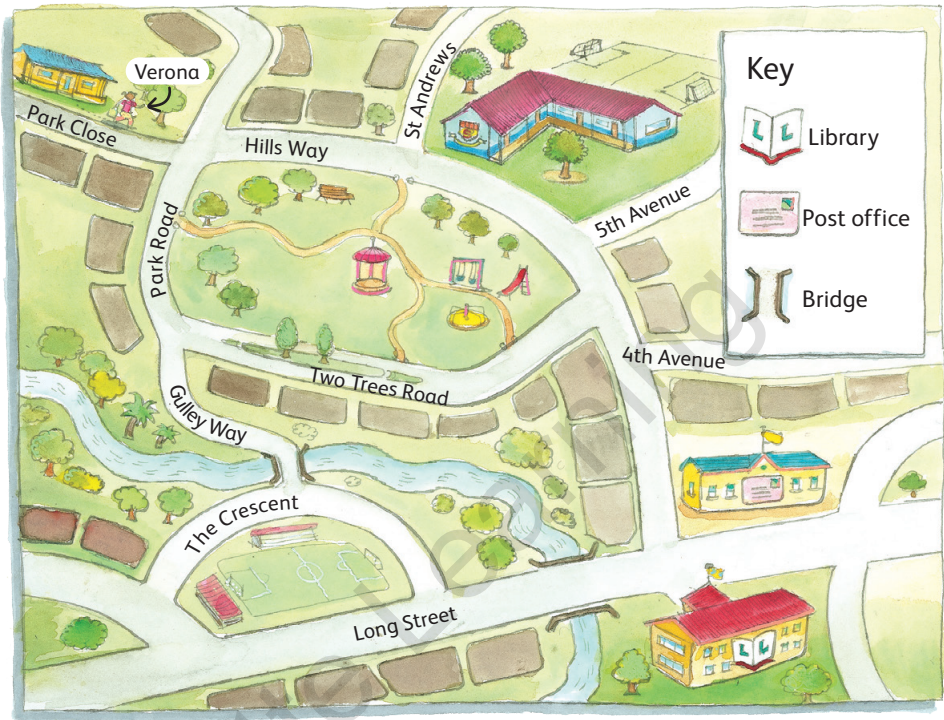 Verona
Park Close
Hills Way
St Andrews
5th Avenue
Park Road
4th Avenue
Two Trees Road
Gulley Way
The Crescent
Long Street
Key
L L
Library
Post office
Bridge
L L
Learning